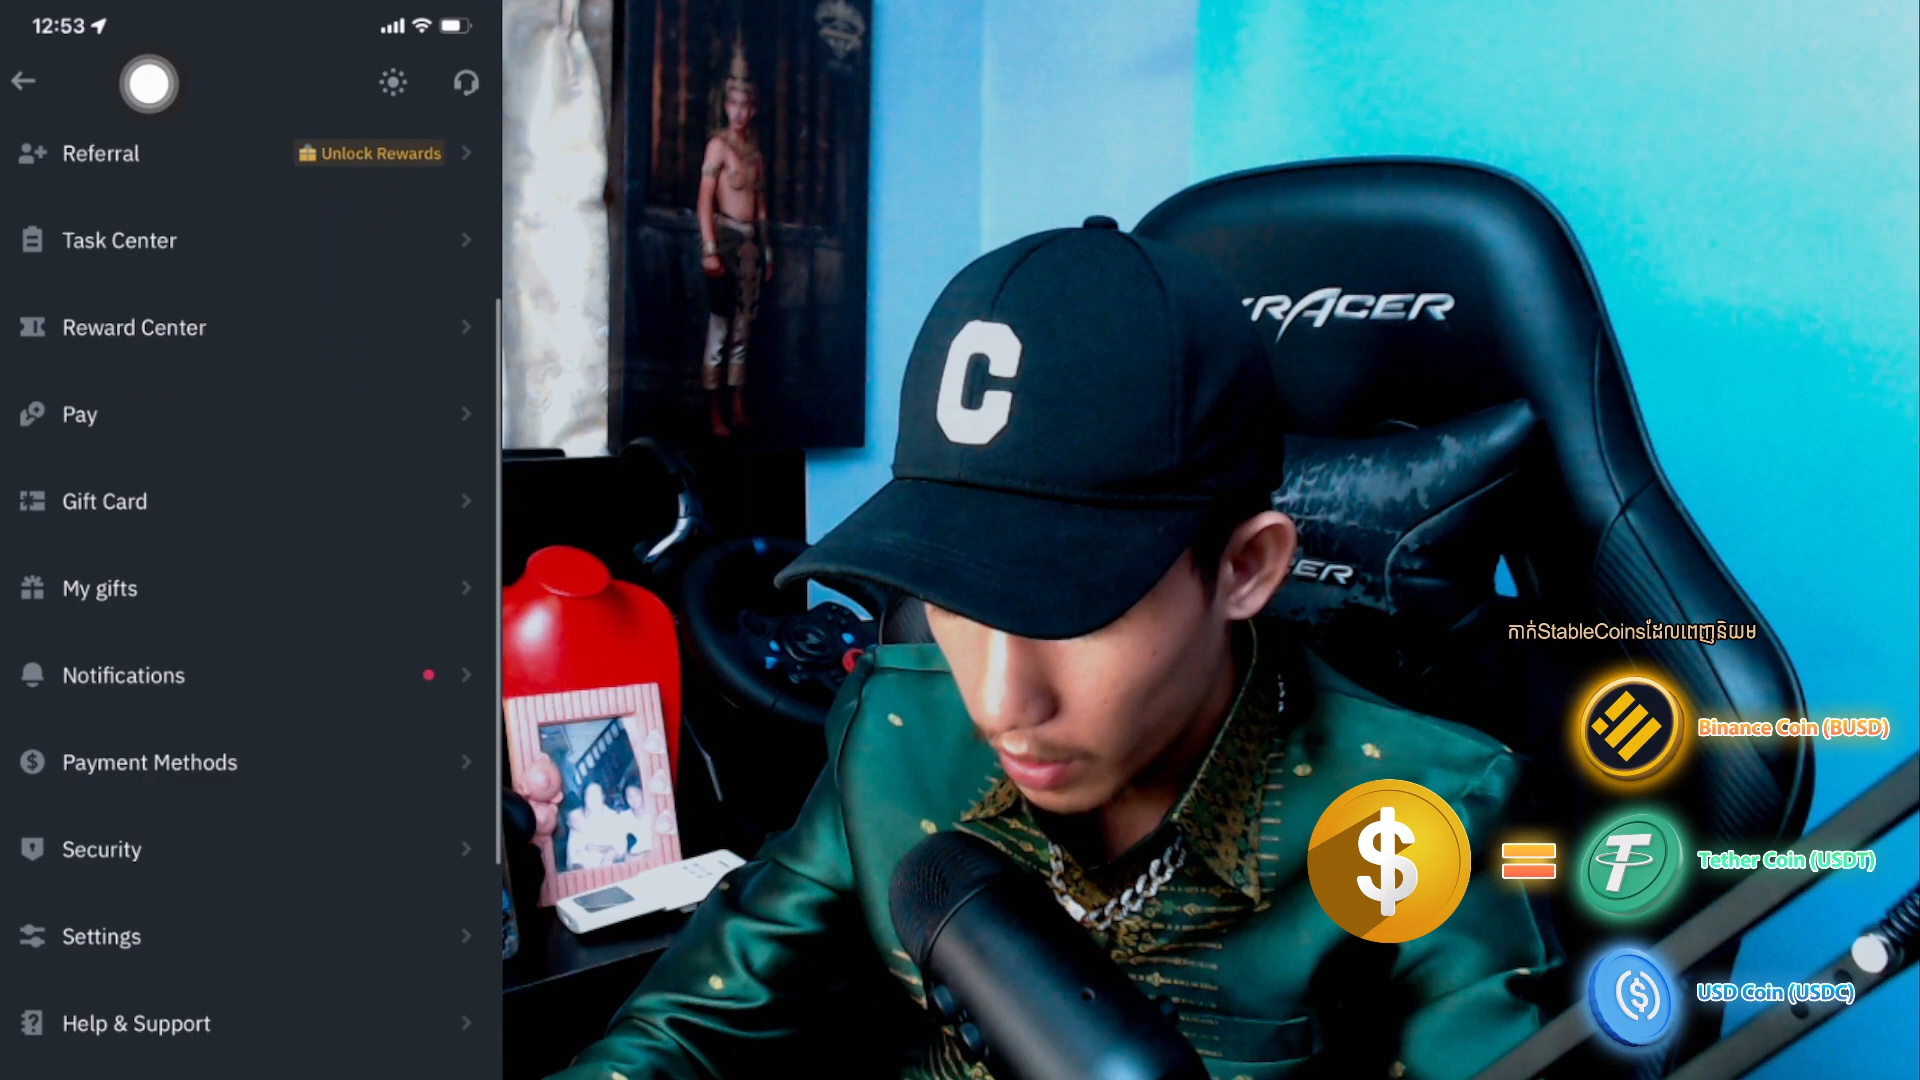 12:53
Referral
Unlock Rewards
Task Center
Reward Center
Pay
Gift Card
My gifts
Notifications
Payment Methods
Security
Settings
Help & Support
C
RACER
ER
កាក់StableCoinsដែលពេញនិយម
Binance Coin (BUSD)
Tether Coin (USDT)
USD Coin (USDC)